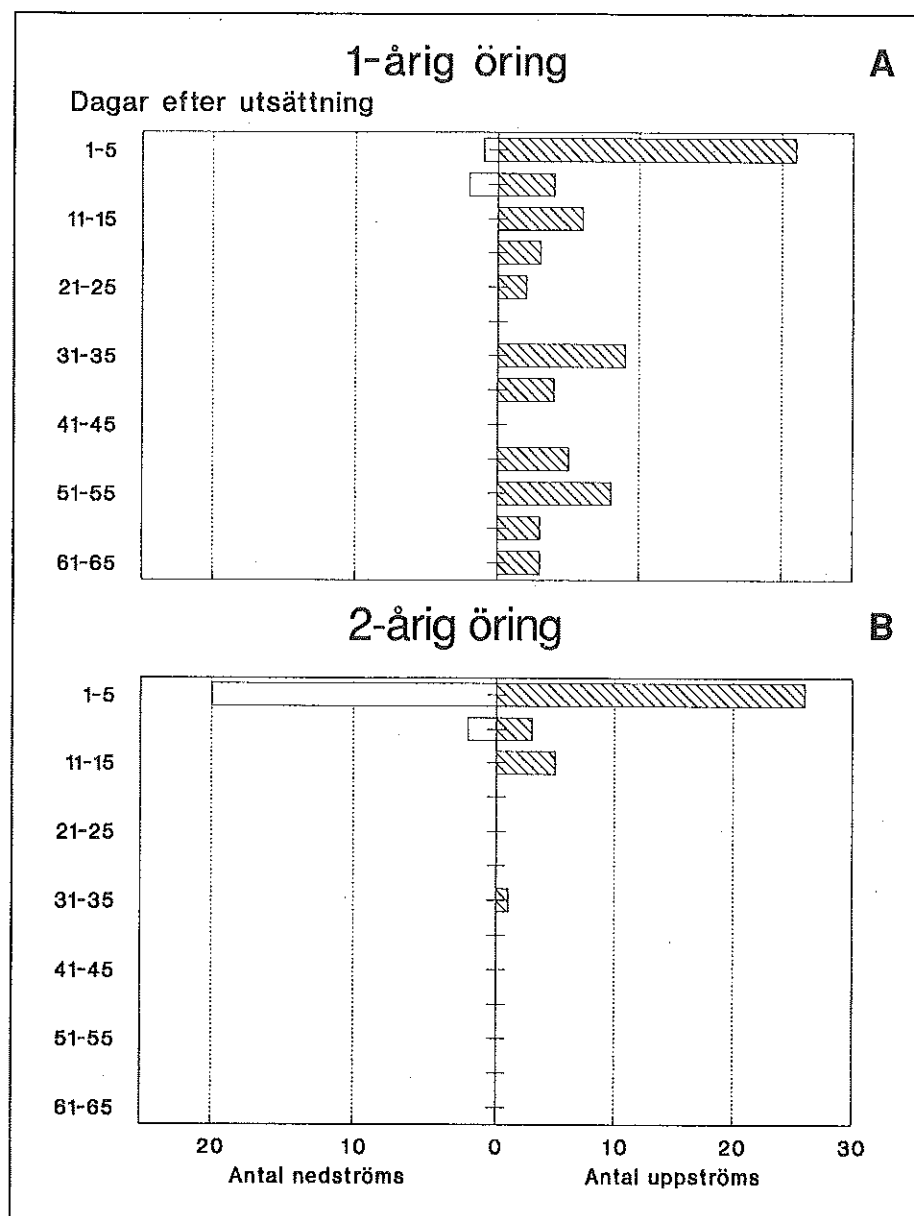 1-årig öring
A
Dagar efter utsättning
1-5
11-15
21-25
31-35
41-45
51-55
61-65
2-årig öring
B
1-5
11-15
21-25
31-35
41-45
51-55
61-65
20 10 0 10 20 30
Antal nedströms Antal uppströms